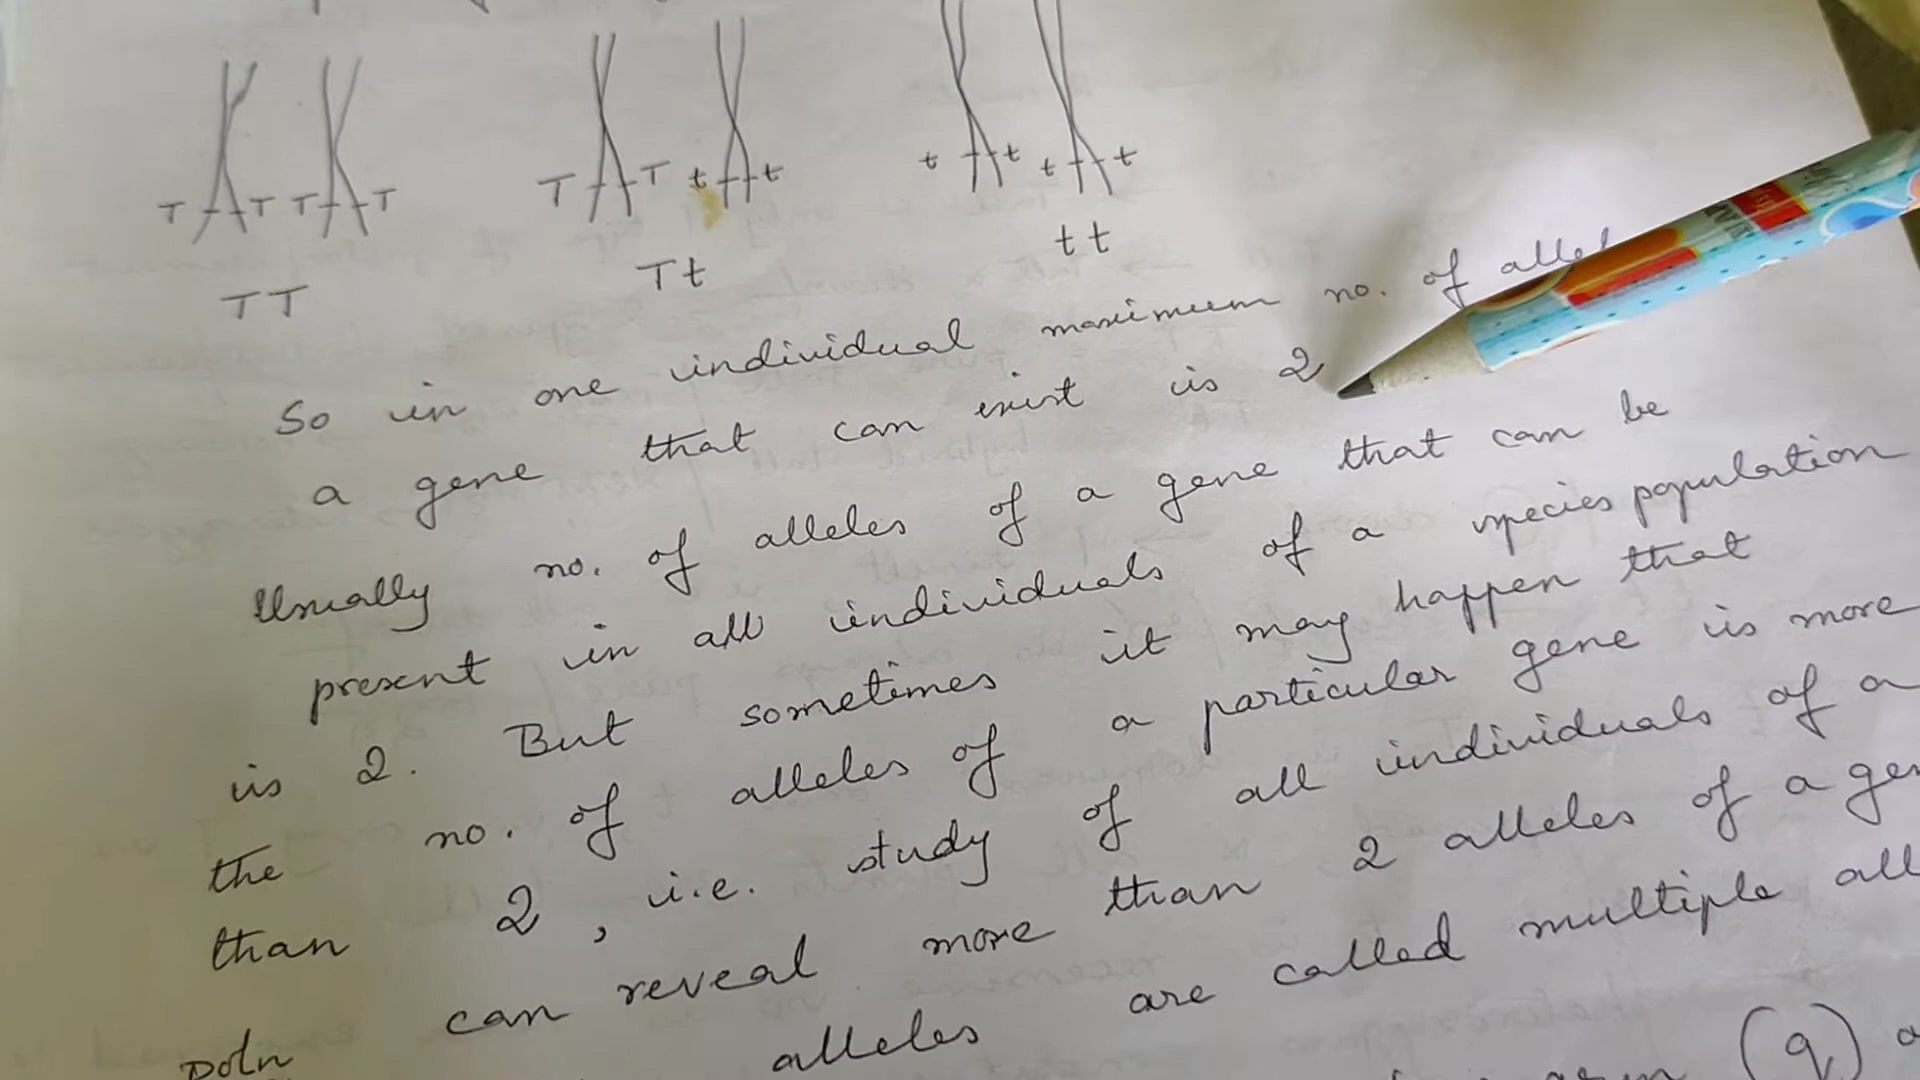 T T T T T T t t t t t t
TT Tt tt
So in one individual maximum no. of
a gene that can exist is 2
Usually no. of alleles of a gene that can be
present in all individuals of a species population
is 2. But sometimes it may happen that
the no. of alleles of a particular gene is more
than 2, i.e. study of all individuals of a
Popln can reveal more than 2 alleles of a
alleles are called multiple
(q)